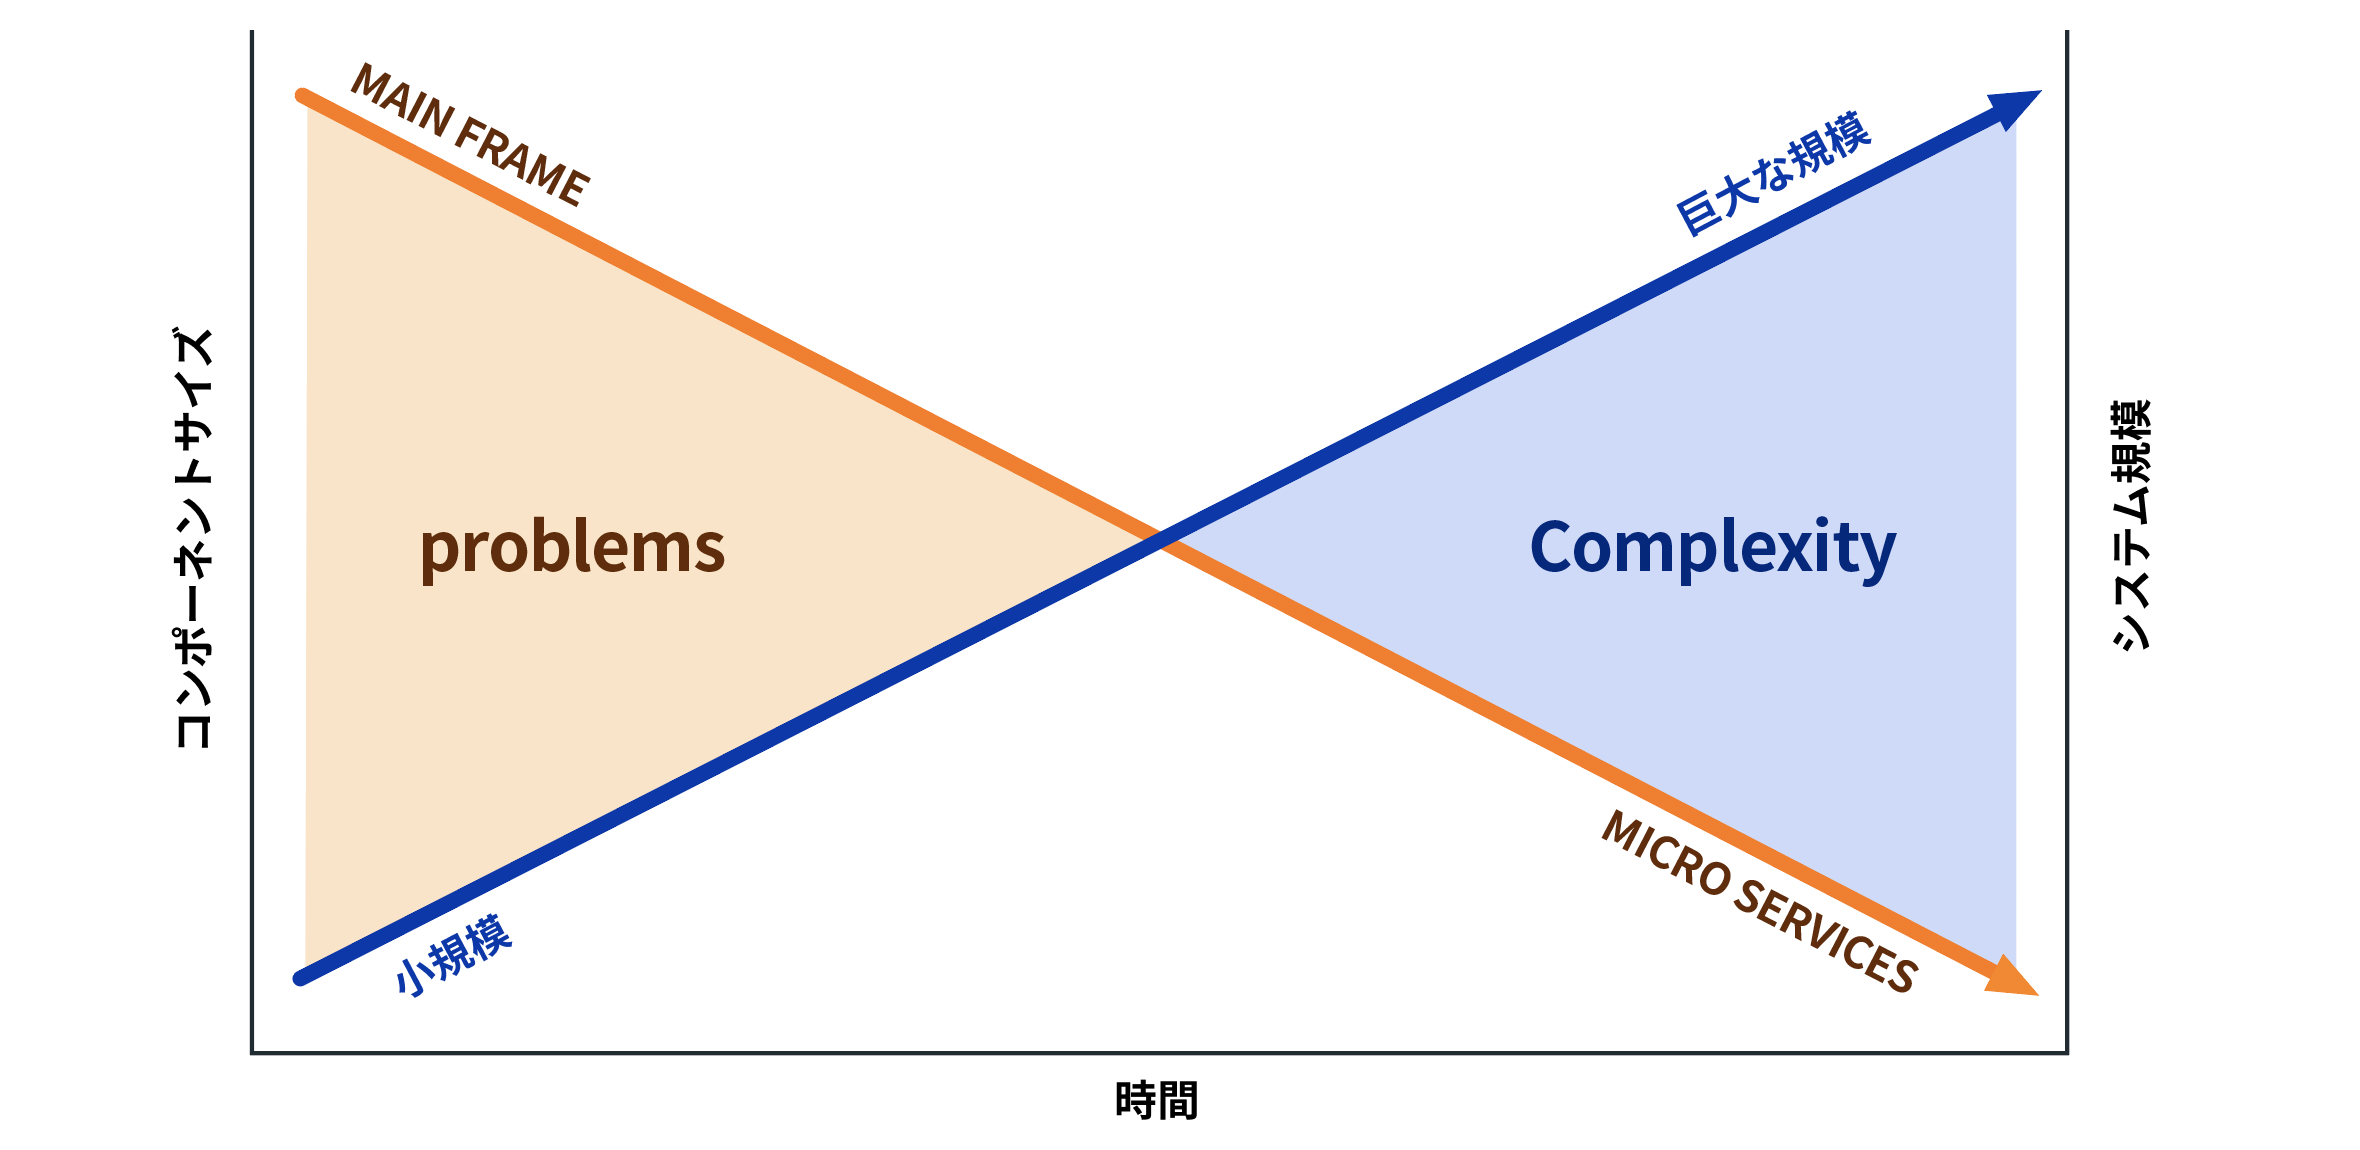 MAIN FRAME
巨大な規模
コンポーネントサイズ
problems
Complexity
システム規模
小規模
MICRO SERVICES
時間